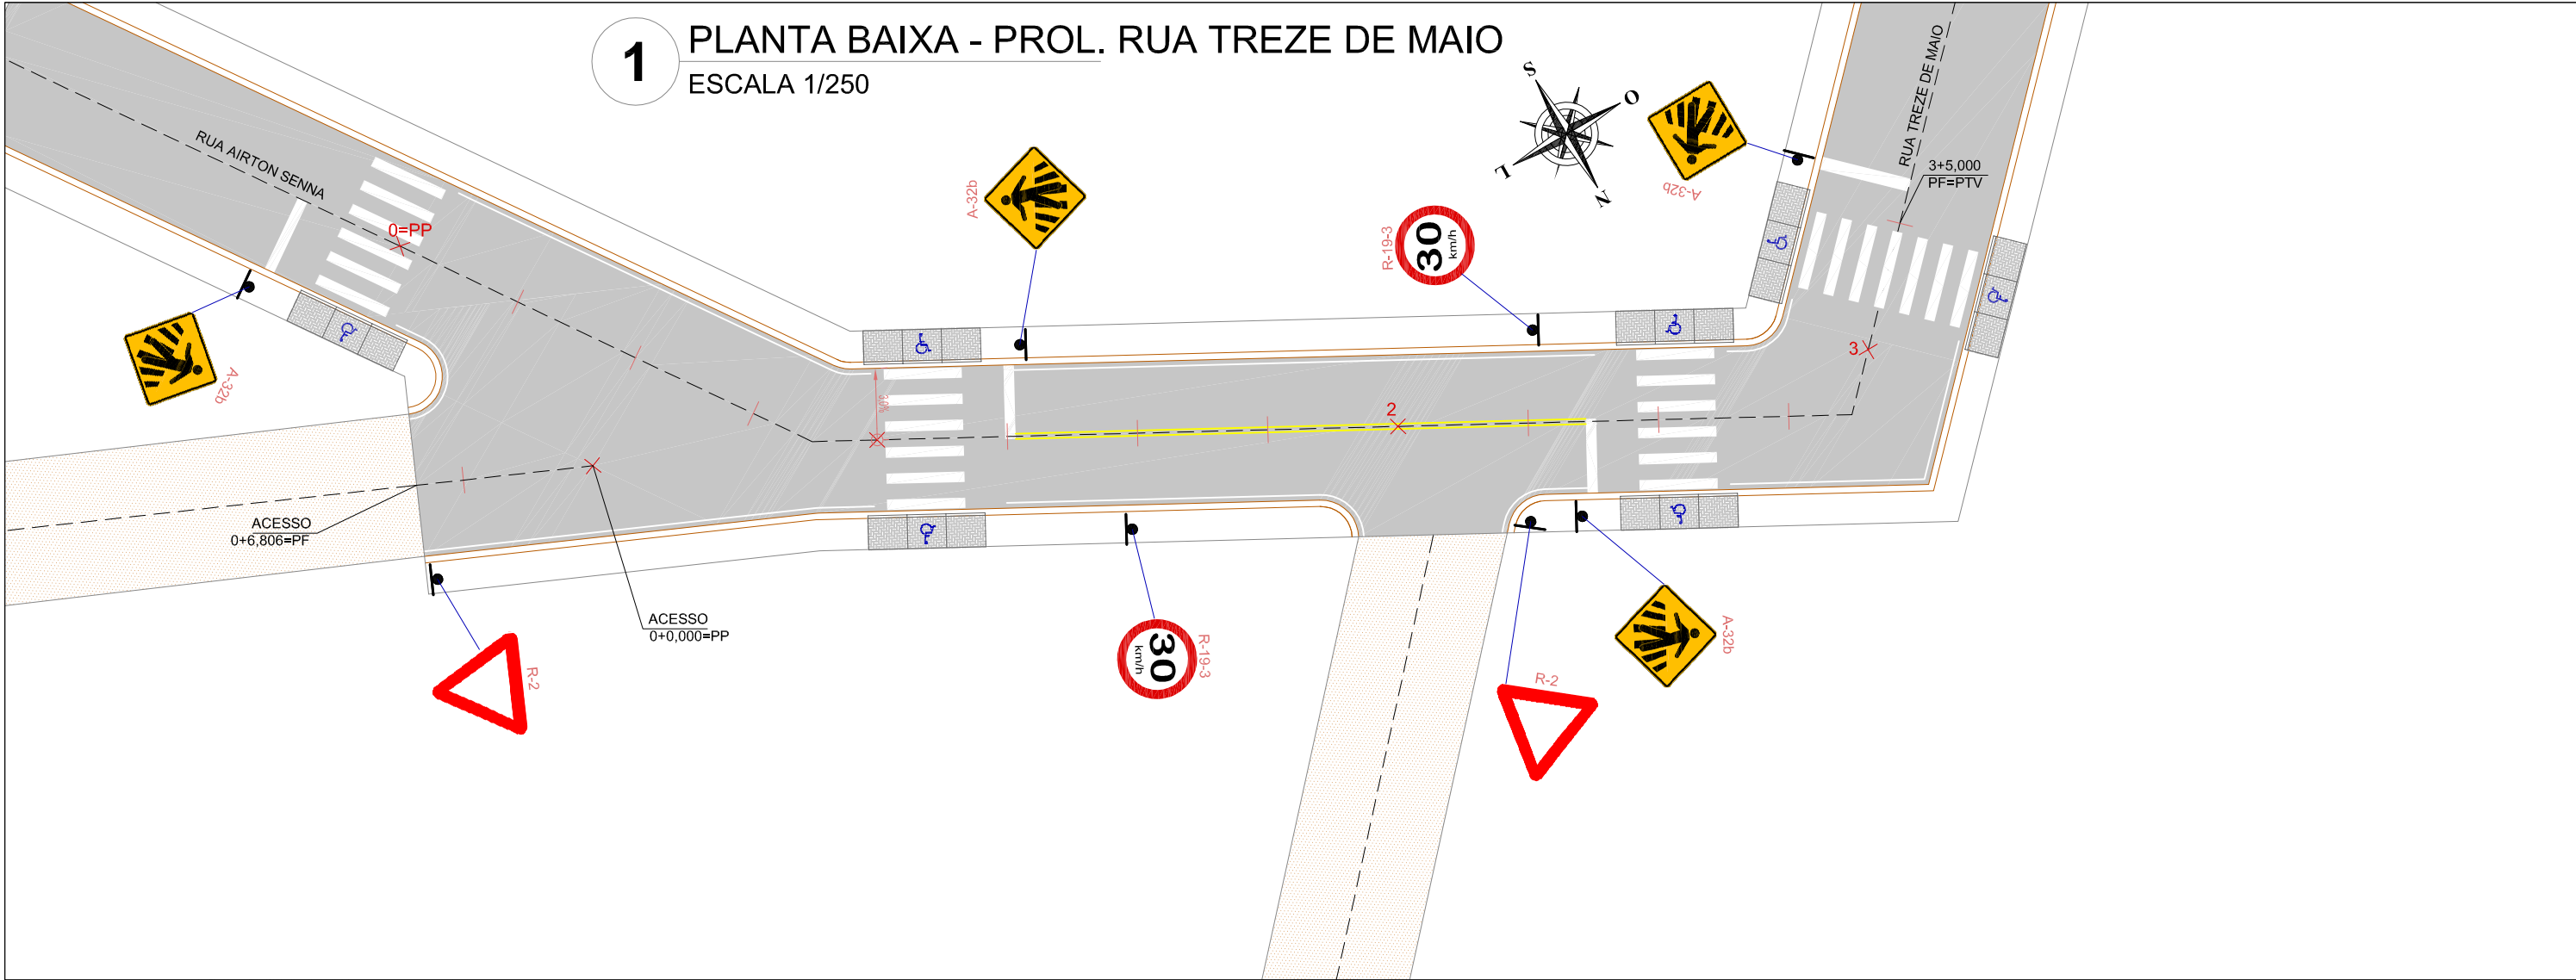 1
PLANTA BAIXA - PROL. RUA TREZE DE MAIO
ESCALA 1/250
S
O
L
N
RUA AIRTON SENNA
0=PP
A-32b
A-32b
R-19-3
30
km/h
A-32b
RUA TREZE DE MAIO
3+5,000
PF=PTV
3
2
ACESSO
0+6,806=PF
ACESSO
0+0,000=PP
R-2
30
km/h
R-19-3
R-2
A-32b